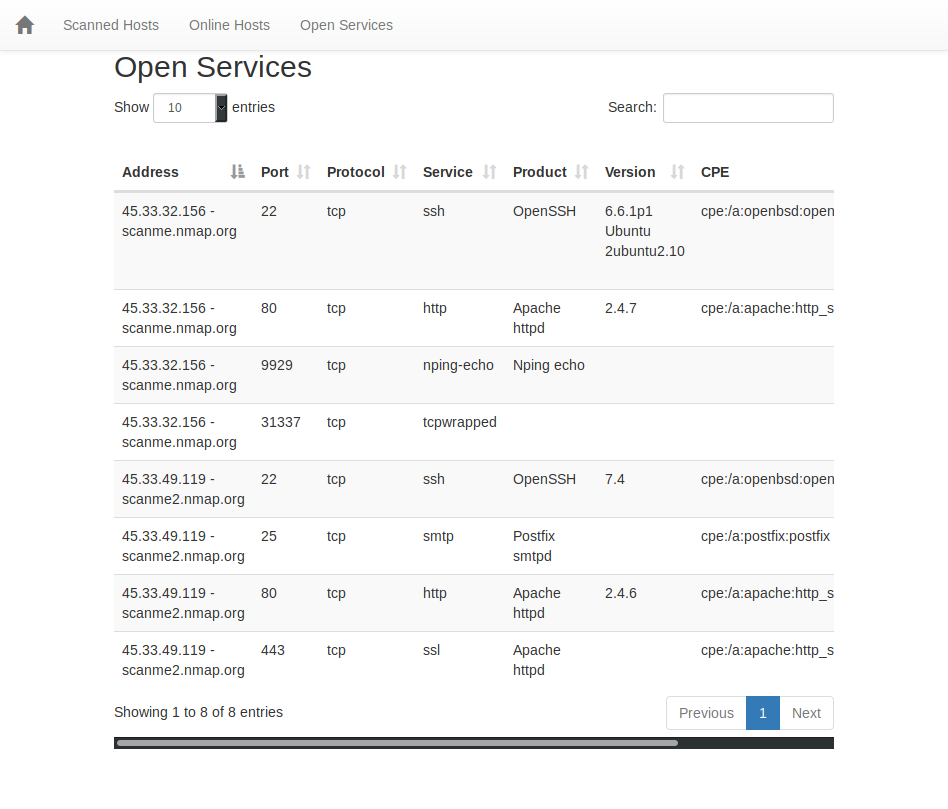 Scanned Hosts Online Hosts Open Services
Open Services
Show 10 entries Search:
Address Port Protocol Service Product Version CPE
45.33.32.156 - 22 tcp ssh OpenSSH 6.6.1p1 cpe:/a:openbsd:open
scanme.nmap.org Ubuntu
2ubuntu2.10
45.33.32.156 - 80 tcp http Apache 2.4.7 cpe:/a:apache:http_s
scanme.nmap.org httpd
45.33.32.156 - 9929 tcp nping-echo Nping echo
scanme.nmap.org
45.33.32.156 - 31337 tcp tcpwrapped
scanme.nmap.org
45.33.49.119 - 22 tcp ssh OpenSSH 7.4 cpe:/a:openbsd:open
scanme2.nmap.org
45.33.49.119 - 25 tcp smtp Postfix cpe:/a:postfix:postfix
scanme2.nmap.org smtpd
45.33.49.119 - 80 tcp http Apache 2.4.6 cpe:/a:apache:http_s
scanme2.nmap.org httpd
45.33.49.119 - 443 tcp ssl Apache cpe:/a:apache:http_s
scanme2.nmap.org httpd
Showing 1 to 8 of 8 entries Previous 1 Next